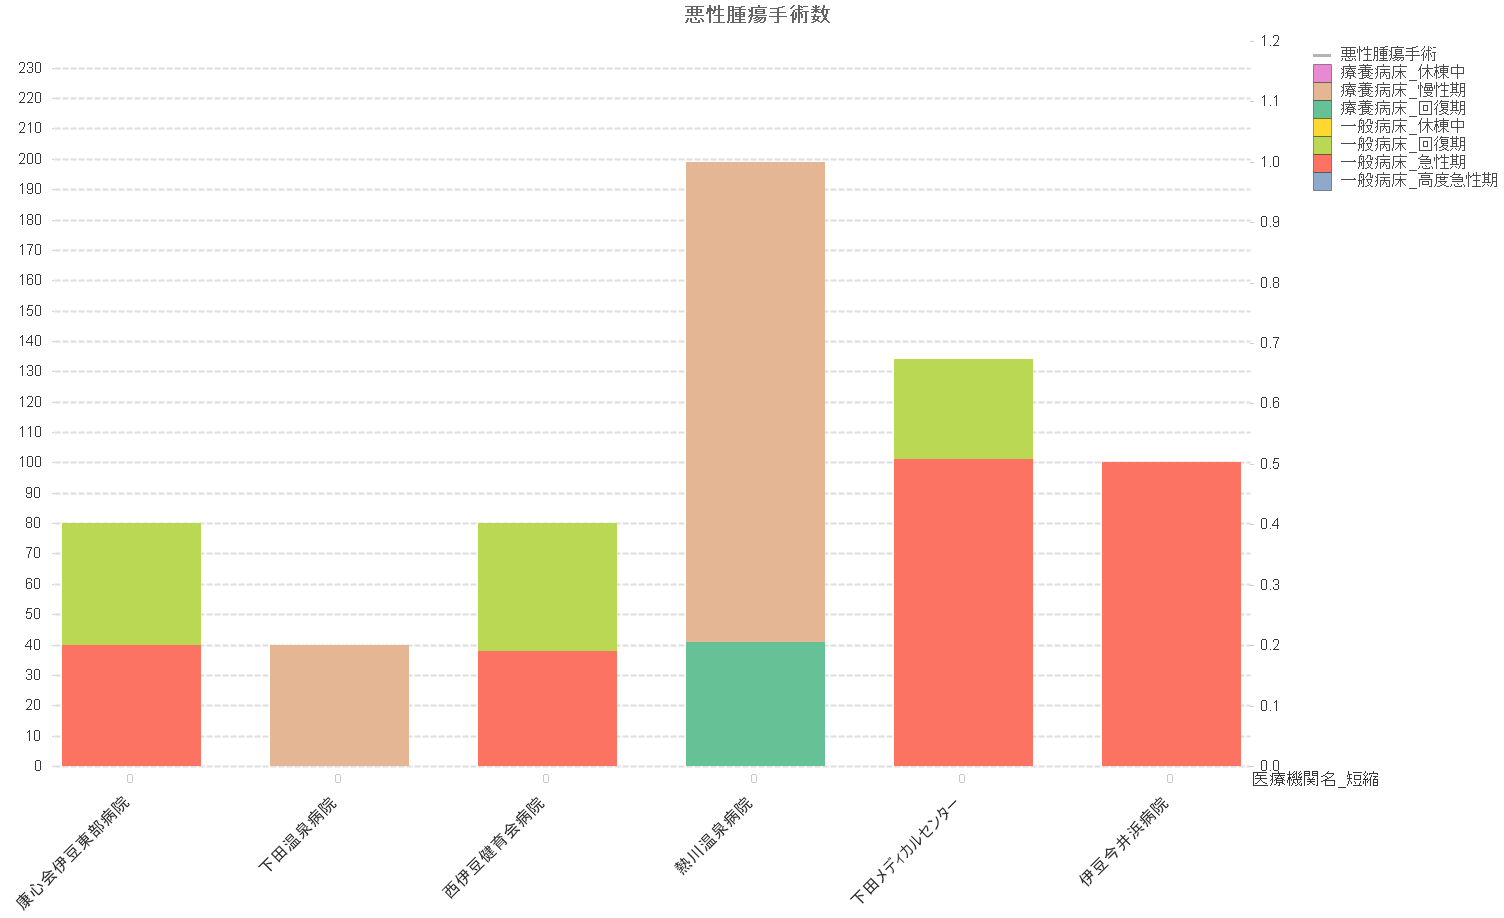 悪性腫瘍手術数
1.2
1.1
1.0
0.9
0.8
0.7
0.6
0.5
0.4
0.3
0.2
0.1
0.0
230
220
210
200
190
180
170
160
150
140
130
120
110
100
90
80
70
60
50
40
30
20
10
0
悪性腫瘍手術
療養病床_休棟中
療養病床_慢性期
療養病床_回復期
一般病床_休棟中
一般病床_回復期
一般病床_急性期
一般病床_高度急性期
0 0 0 0 0 0
医療機関名_短縮
康心会伊豆東部病院
下田温泉病院
西伊豆健育会病院
熱川温泉病院
下田メディカルセンター
伊豆今井浜病院